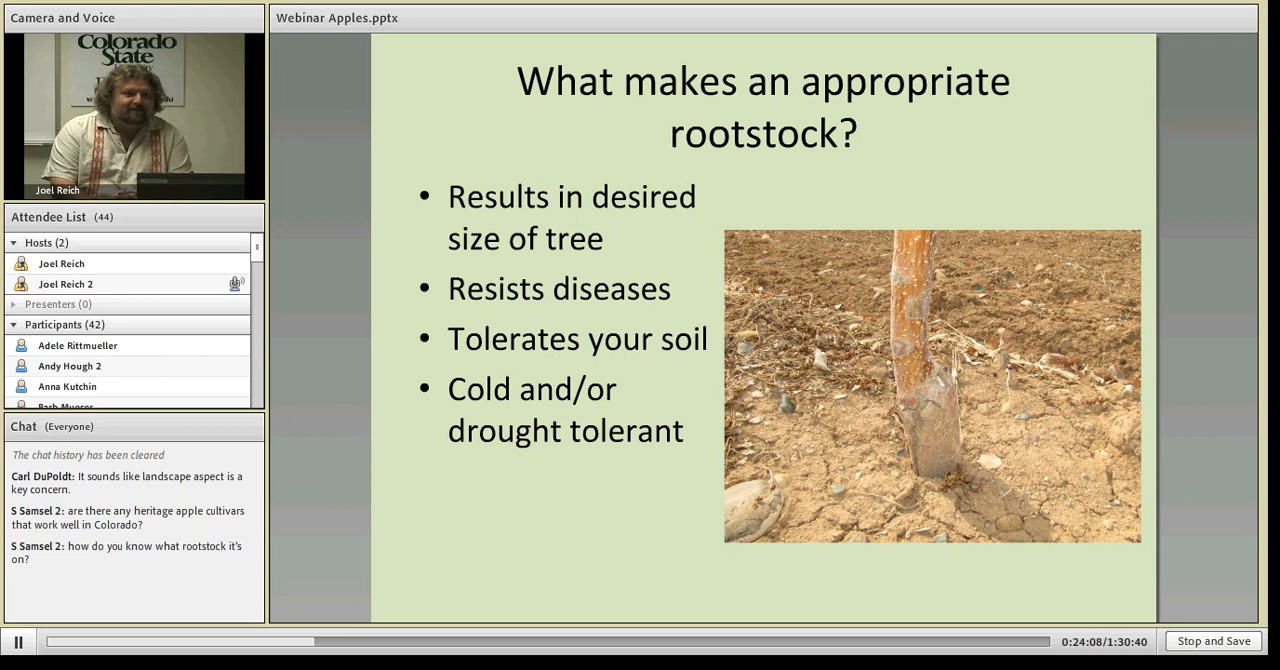 Camera and Voice
Colorado
State
Joel Reich
Attendee List (44)
Hosts (2)
Joel Reich
Joel Reich 2
Presenters (0)
Participants (42)
Adele Rittmueller
Andy Hough 2
Anna Kutchin
Chat (Everyone)
The chat history has been cleared
Carl DuPoldt: It sounds like landscape aspect is a
key concern.
S Samsel 2: are there any heritage apple cultivars
that work well in Colorado?
S Samsel 2: how do you know what rootstock it's
on?
Webinar Apples.pptx
What makes an appropriate
rootstock?
• Results in desired
size of tree
• Resists diseases
• Tolerates your soil
• Cold and/or
drought tolerant
0:24:08/1:30:40
Stop and Save